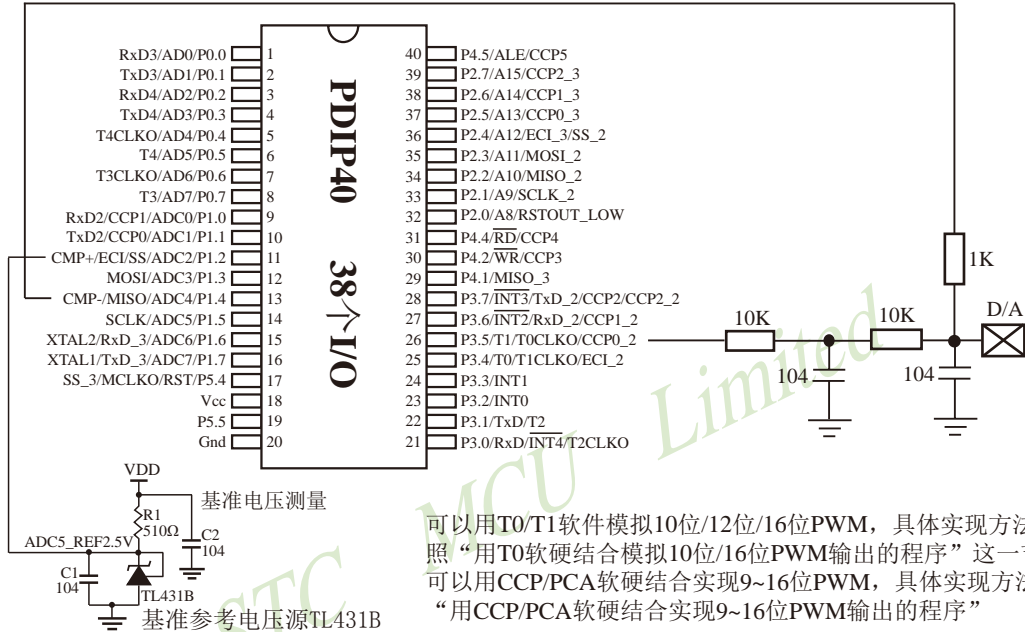 RxD3/AD0/P0.0 1 40 P4.5/ALE/CCP5
TxD3/AD1/P0.1 2 39 P2.7/A15/CCP2_3
RxD4/AD2/P0.2 3 38 P2.6/A14/CCP1_3
TxD4/AD3/P0.3 4 37 P2.5/A13/CCP0_3
T4CLKO/AD4/P0.4 5 36 P2.4/A12/ECI_3/SS_2
T4/AD5/P0.5 6 35 P2.3/A11/MOSI_2
T3CLKO/AD6/P0.6 7 34 P2.2/A10/MISO_2
T3/AD7/P0.7 8 33 P2.1/A9/SCLK_2
RxD2/CCP1/ADC0/P1.0 9 32 P2.0/A8/RSTOUT_LOW
TxD2/CCP0/ADC1/P1.1 10 31 P4.4/RD/CCP4
CMP+/ECI/SS/ADC2/P1.2 11 30 P4.2/WR/CCP3
MOSI/ADC3/P1.3 12 29 P4.1/MISO_3
CMP-/MISO/ADC4/P1.4 13 28 P3.7/INT3/TxD_2/CCP2/CCP2_2
SCLK/ADC5/P1.5 14 27 P3.6/INT2/RxD_2/CCP1_2
XTAL2/RxD_3/ADC6/P1.6 15 26 P3.5/T1/T0CLKO/CCP0_2
XTAL1/TxD_3/ADC7/P1.7 16 25 P3.4/T0/T1CLKO/ECI_2
SS_3/MCLKO/RST/P5.4 17 24 P3.3/INT1
Vcc 18 23 P3.2/INT0
P5.5 19 22 P3.1/TxD/T2
Gnd 20 21 P3.0/RxD/INT4/T2CLKO
PDIP40 38个I/O
1K
D/A
10K
10K
104
104
VDD
基准电压测量
R1
510Ω
C2
104
ADC5_REF2.5V
C1
104
TL431B
基准参考电压源TL431B
可以用T0/T1软件模拟10位/12位/16位PWM，具体实现方法
照“用T0软硬结合模拟10位/16位PWM输出的程序”这一
可以用CCP/PCA软硬结合实现9~16位PWM，具体实现方法
“用CCP/PCA软硬结合实现9~16位PWM输出的程序”
STC MCU Limited